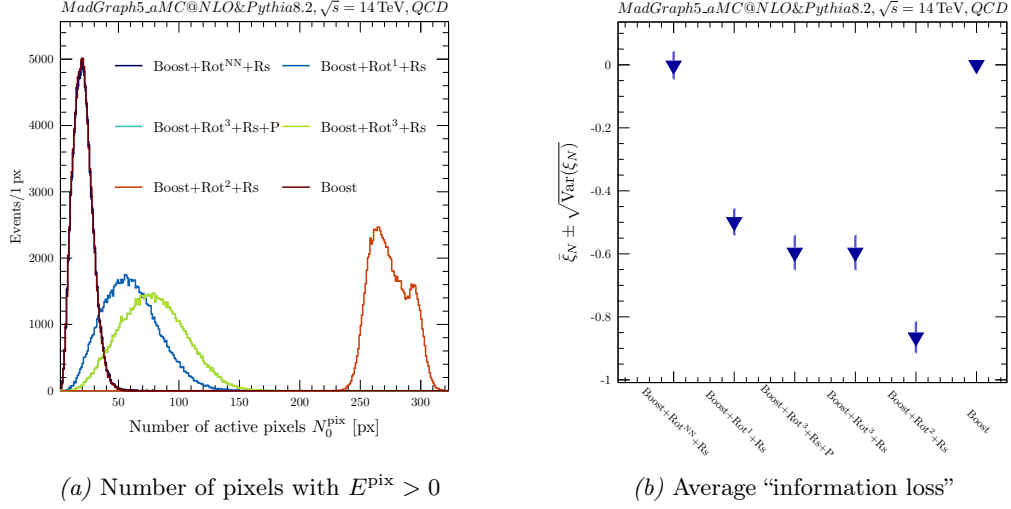 MadGraph5_aMC@NLO&Pythia8.2, √s = 14 TeV, QCD
5000
4000
3000
2000
1000
0
Events/1 px
Boost+Rot^NN+Rs
Boost+Rot^1+Rs
Boost+Rot^3+Rs+P
Boost+Rot^3+Rs
Boost+Rot^2+Rs
Boost
50
100
150
200
250
300
Number of active pixels N_0^pix [px]
(a) Number of pixels with E^pix > 0
MadGraph5_aMC@NLO&Pythia8.2, √s = 14 TeV, QCD
0
-0.2
-0.4
-0.6
-0.8
-1
ξ̄_N ± √Var(ξ_N)
Boost+Rot^NN+Rs
Boost+Rot^1+Rs
Boost+Rot^3+Rs+P
Boost+Rot^3+Rs
Boost+Rot^2+Rs
Boost
(b) Average “information loss”